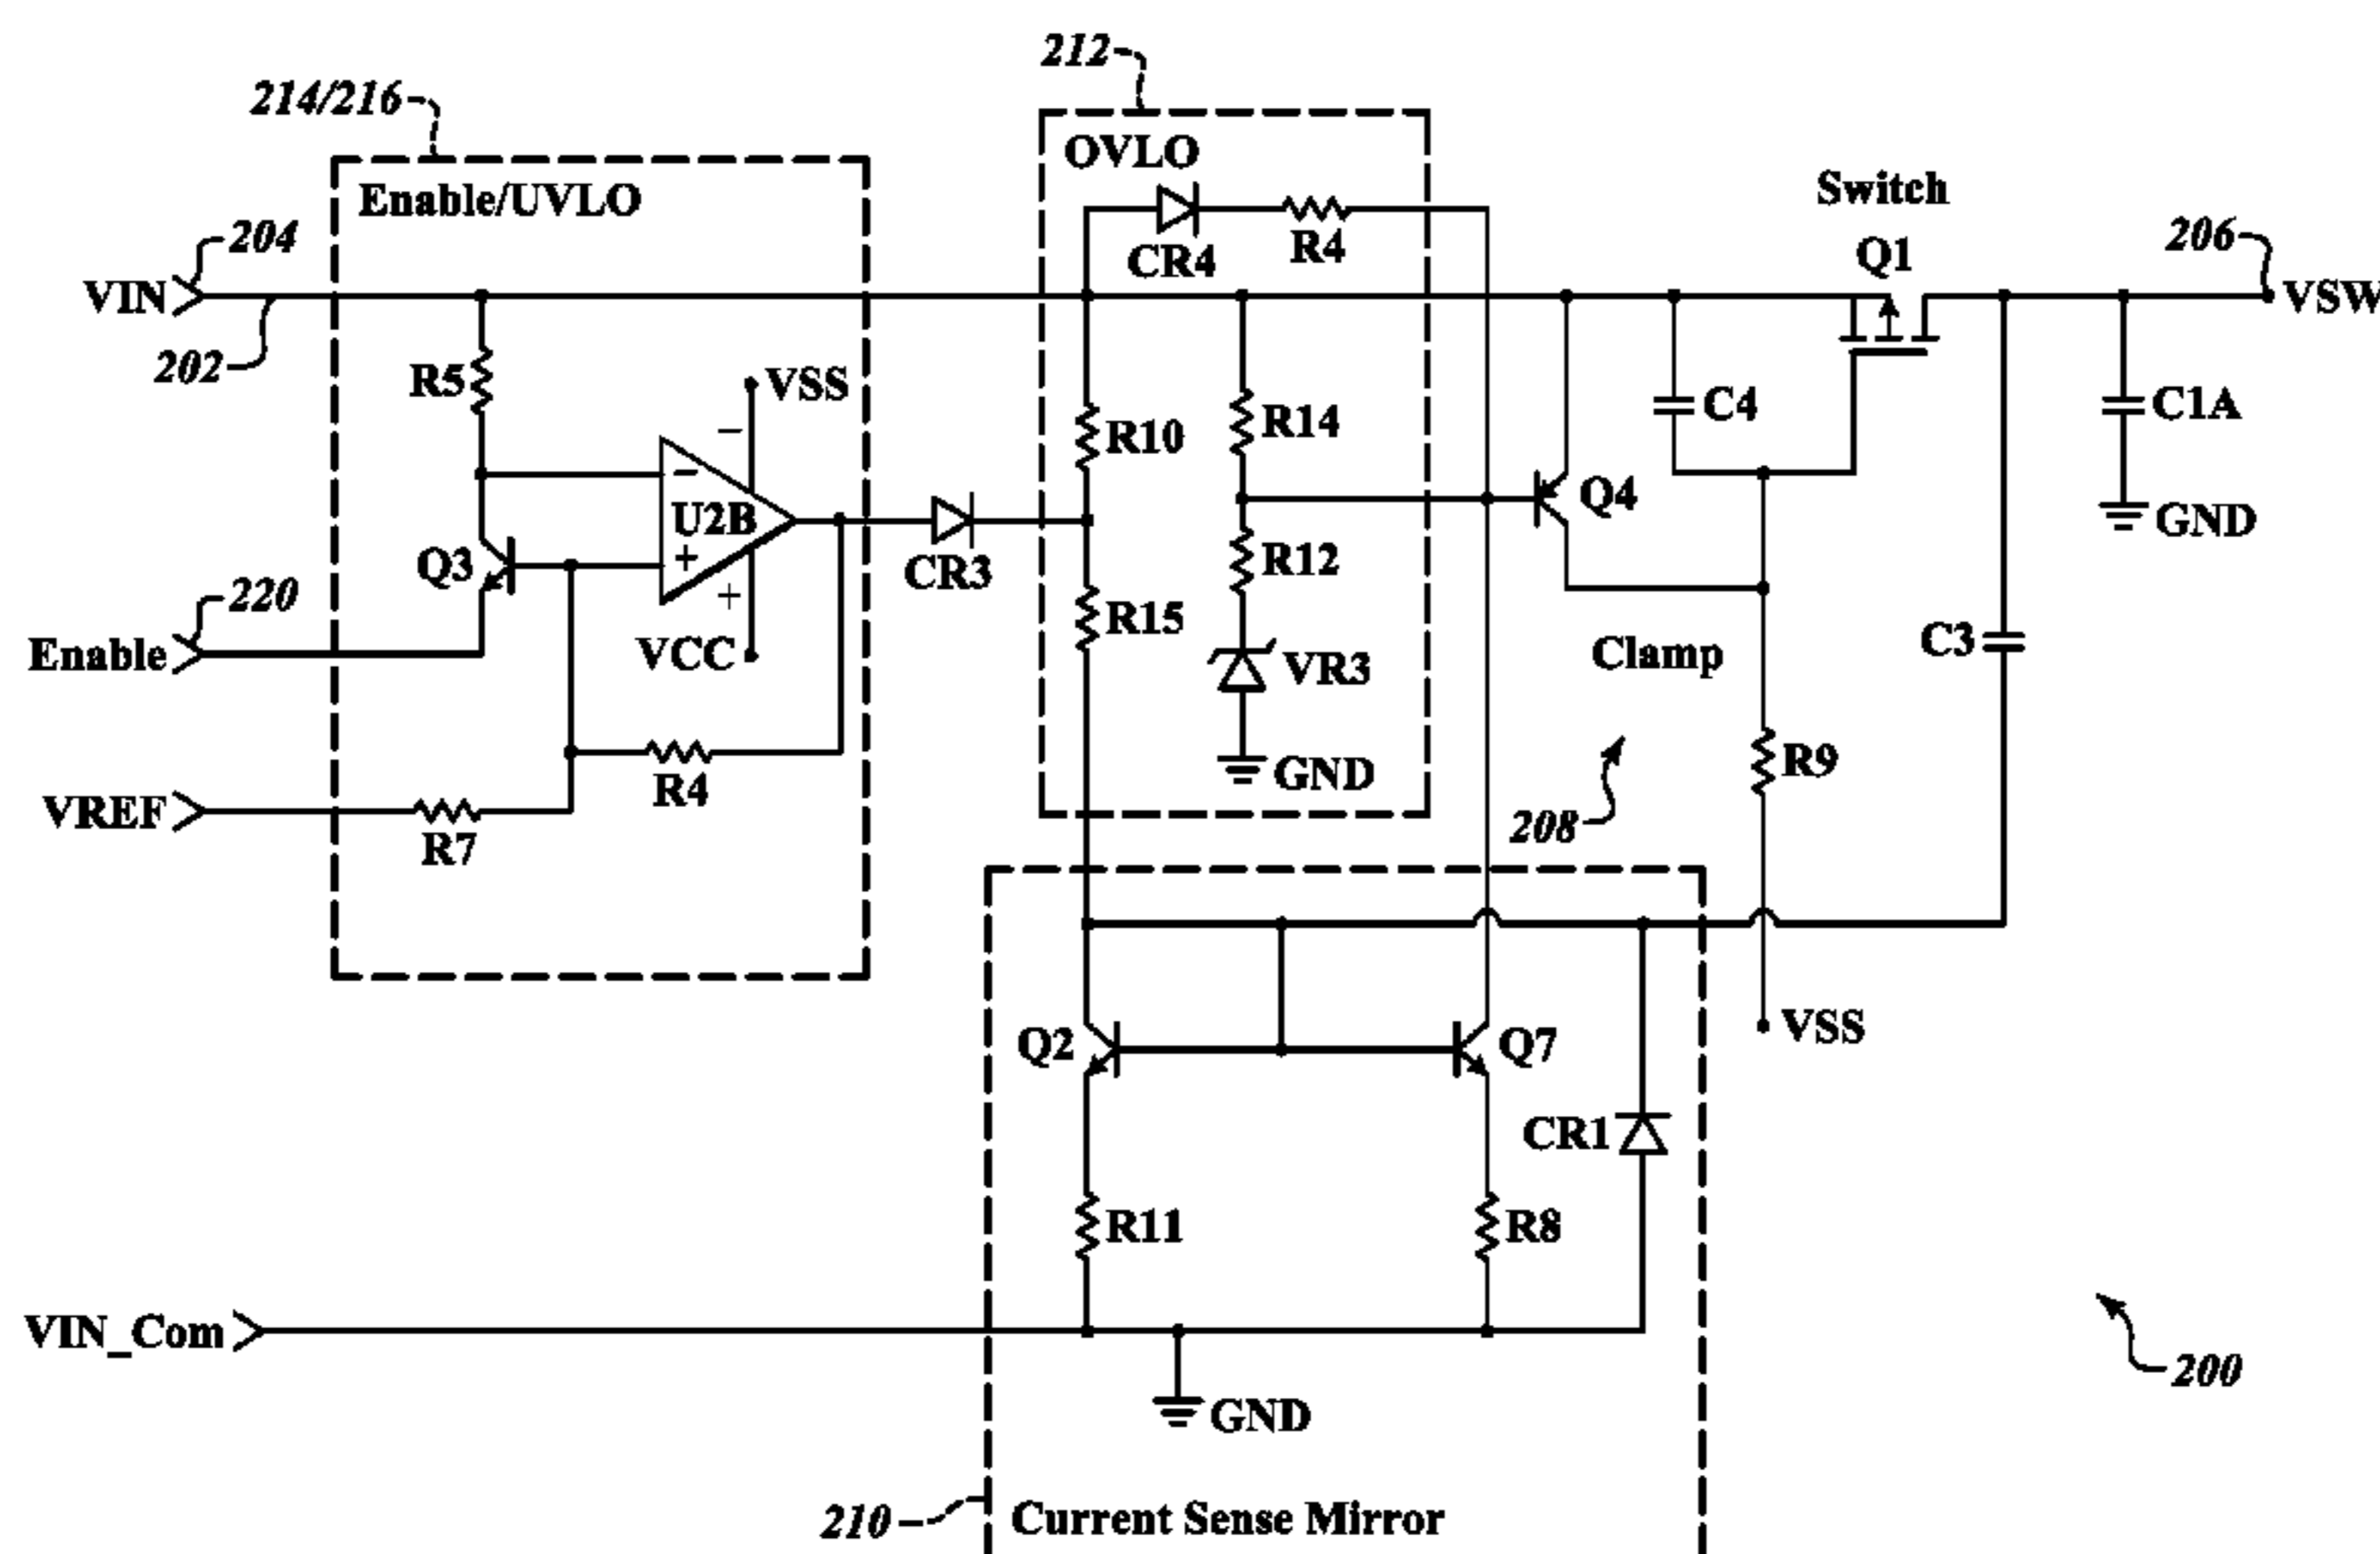 212
214/216
OVLO
Enable/UVLO
Switch
204
206
CR4
R4
Q1
VIN
VSW
202
R5
VSS
R10
R14
C4
C1A
−
−
U2B
Q4
GND
Q3
+
CR3
R12
220
+
R15
Enable
VCC
VR3
Clamp
C3
GND
R9
R4
VREF
208
R7
VSS
Q2
Q7
CR1
R11
R8
VIN_Com
200
GND
210
Current Sense Mirror